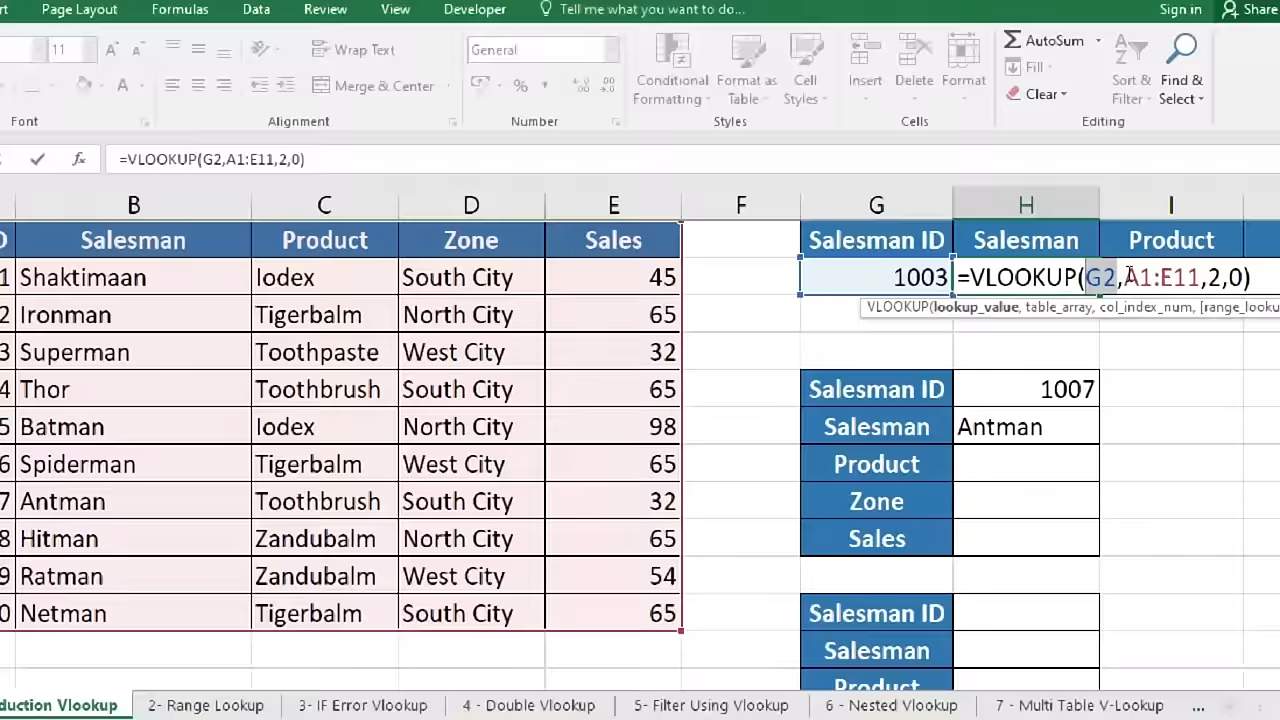 rt Page Layout Formulas Data Review View Developer Tell me what you want to do... Sign in Share
11 A A Wrap Text General Conditional Formatting Format as Table Cell Styles Insert Delete Format AutoSum Fill Clear Sort & Filter Find & Select
A Merge & Center % .0 .00
Font Alignment Number Styles Cells Editing
fx =VLOOKUP(G2,A1:E11,2,0)
B C D E F G H I
D Salesman Product Zone Sales Salesman ID Salesman Product
1 Shaktimaan Iodex South City 45 1003 =VLOOKUP(G2,A1:E11,2,0)
2 Ironman Tigerbalm North City 65 VLOOKUP(lookup_value, table_array, col_index_num, [range_looku
3 Superman Toothpaste West City 32
4 Thor Toothbrush South City 65 Salesman ID 1007
5 Batman Iodex North City 98 Salesman Antman
6 Spiderman Tigerbalm West City 65 Product
7 Antman Toothbrush South City 32 Zone
8 Hitman Zandubalm North City 65 Sales
9 Ratman Zandubalm West City 54
0 Netman Tigerbalm South City 65 Salesman ID
Salesman
Product
duction Vlookup 2- Range Lookup 3- IF Error Vlookup 4 - Double Vlookup 5- Filter Using Vlookup 6 - Nested Vlookup 7 - Multi Table V-Lookup ...